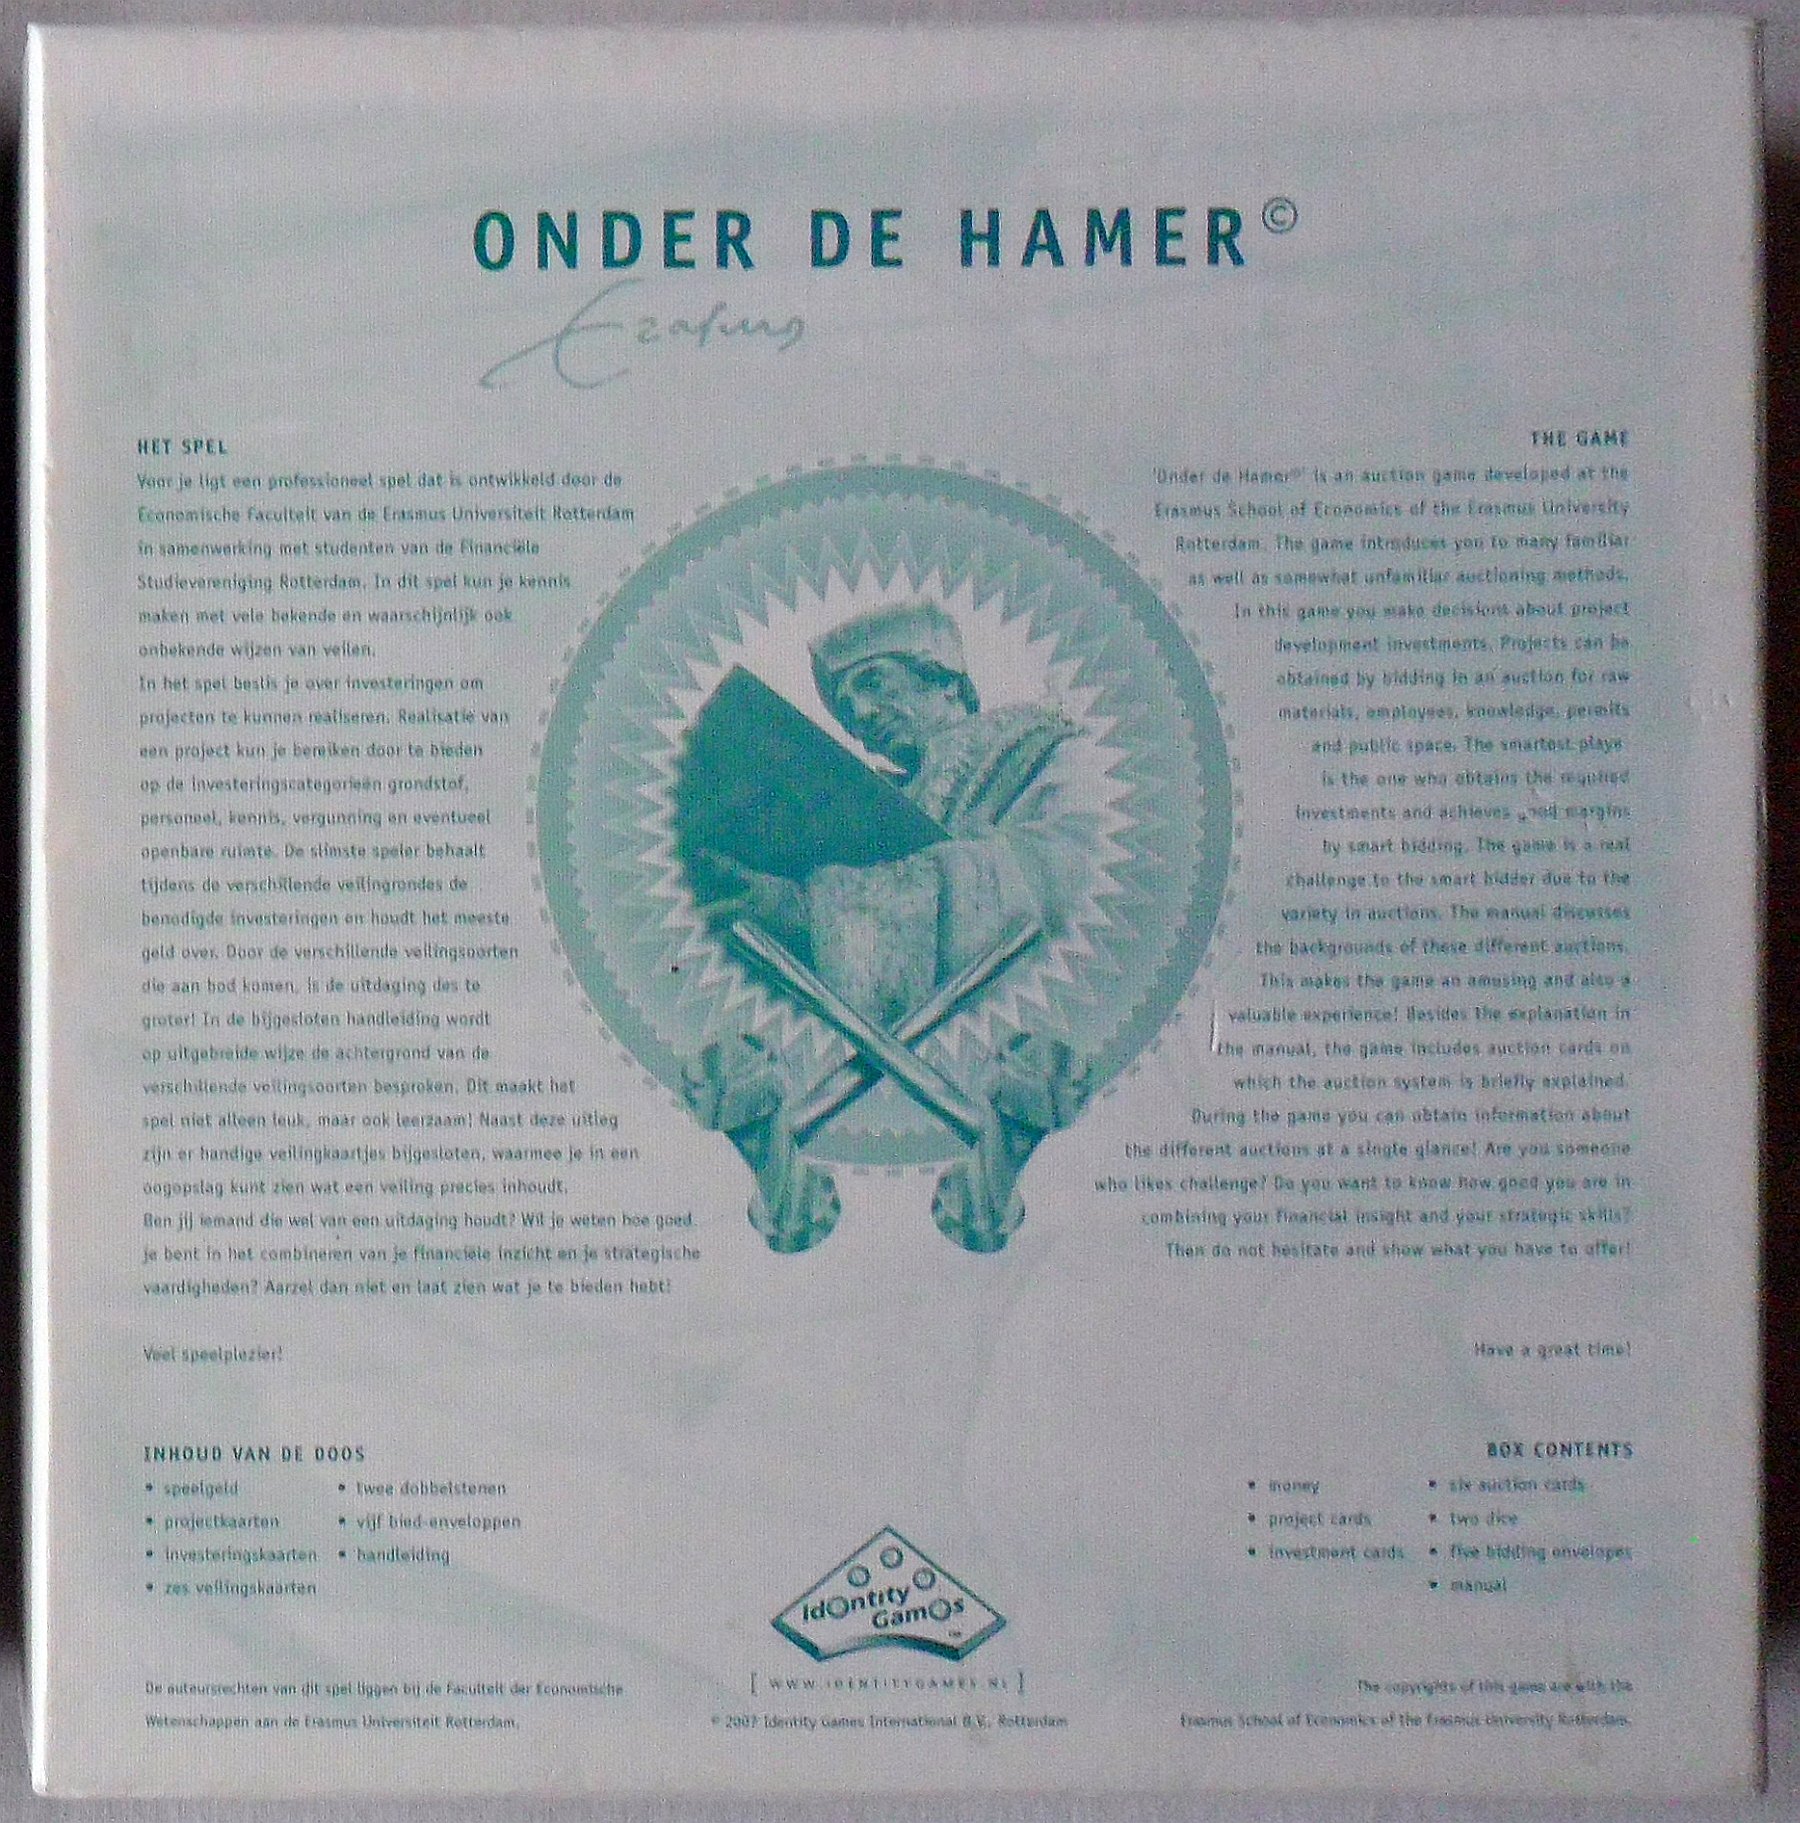 ONDER DE HAMER©
Erasmus
HET SPEL
Voor je ligt een professioneel spel dat is ontwikkeld door de
Economische Faculteit van de Erasmus Universiteit Rotterdam
in samenwerking met studenten van de Financiële
Studievereniging Rotterdam. In dit spel kun je kennis
maken met vele bekende en waarschijnlijk ook
onbekende wijzen van veilen.
In het spel beslis je over investeringen om
projecten te kunnen realiseren. Realisatie van
een project kun je bereiken door te bieden
op de investeringscategorieën grondstof,
personeel, kennis, vergunning en eventueel
openbare ruimte. De slimste speler behaalt
tijdens de verschillende veilingrondes de
benodigde investeringen en houdt het meeste
geld over. Door de verschillende veilingsoorten
die aan bod komen, is de uitdaging des te
groter! In de bijgesloten handleiding wordt
op uitgebreide wijze de achtergrond van de
verschillende veilingsoorten besproken. Dit maakt het
spel niet alleen leuk, maar ook leerzaam! Naast deze uitleg
zijn er handige veilingkaartjes bijgesloten, waarmee je in een
oogopslag kunt zien wat een veiling precies inhoudt.
Ben jij iemand die wel van een uitdaging houdt? Wil je weten hoe goed
je bent in het combineren van je financiële inzicht en je strategische
vaardigheden? Aarzel dan niet en laat zien wat je te bieden hebt!
Veel speelplezier!
THE GAME
'Onder de Hamer©' is an auction game developed at the
Erasmus School of Economics of the Erasmus University
Rotterdam. The game introduces you to many familiar
as well as somewhat unfamiliar auctioning methods.
In this game you make decisions about project
development investments. Projects can be
obtained by bidding in an auction for raw
materials, employees, knowledge, permits
and public space. The smartest playe
is the one who obtains the required
investments and achieves good margins
by smart bidding. The game is a real
challenge to the smart bidder due to the
variety in auctions. The manual discusses
the backgrounds of these different auctions.
This makes the game an amusing and also a
valuable experience! Besides the explanation in
the manual, the game includes auction cards on
which the auction system is briefly explained.
During the game you can obtain information about
the different auctions at a single glance! Are you someone
who likes challenge? Do you want to know how good you are in
combining your financial insight and your strategic skills?
Then do not hesitate and show what you have to offer!
Have a great time!
INHOUD VAN DE DOOS
• speelgeld • twee dobbelstenen
• projectkaarten • vijf bied-enveloppen
• investeringskaarten • handleiding
• zes veilingskaarten
BOX CONTENTS
• money • six auction cards
• project cards • two dice
• investment cards • five bidding envelopes
• manual
Identity
Games™
[ WWW.IDENTITYGAMES.NL ]
© 2007 Identity Games International B.V., Rotterdam
De auteursrechten van dit spel liggen bij de Faculteit der Economische
Wetenschappen aan de Erasmus Universiteit Rotterdam.
The copyrights of this game are with the
Erasmus School of Economics of the Erasmus University Rotterdam.